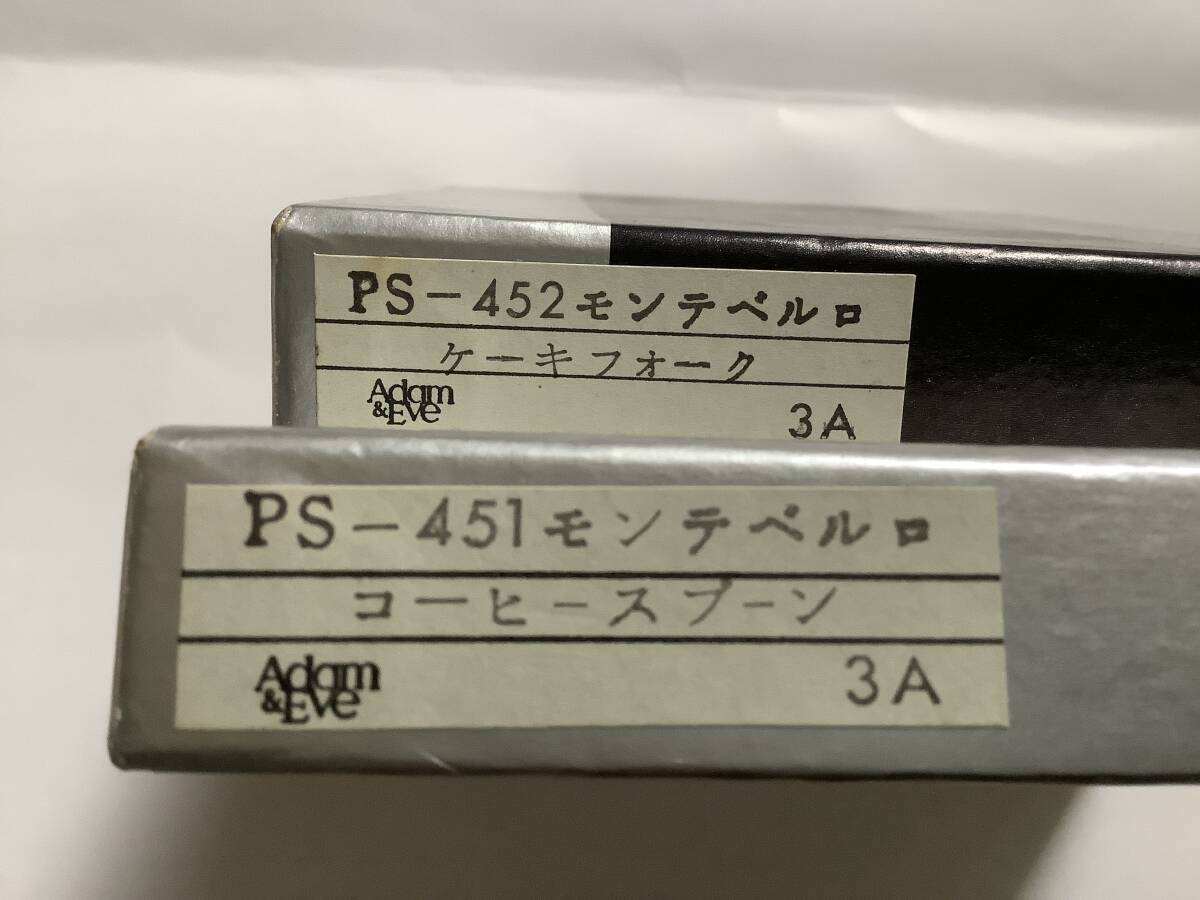 PS-452モンテベルロ
ケーキフォーク
Adam
&Eve
3A
PS-451モンテベルロ
コーヒースプーン
Adam
&Eve
3A